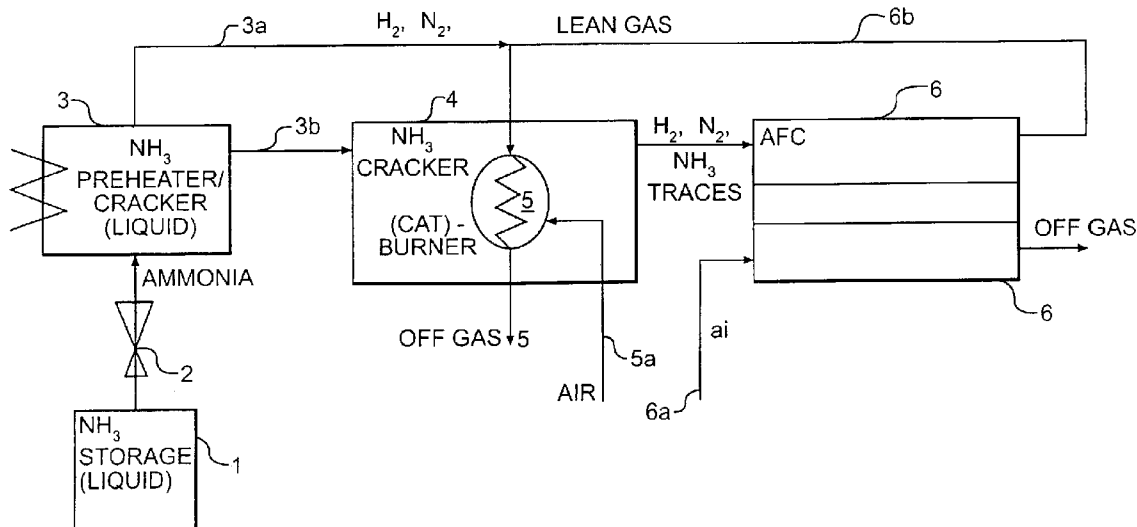 3a
H2, N2,
LEAN GAS
6b
3
NH3
PREHEATER/
CRACKER
(LIQUID)
3b
4
NH3
CRACKER
5
(CAT) -
BURNER
H2, N2,
NH3
TRACES
6
AFC
OFF GAS
6
AMMONIA
2
OFF GAS
5
5a
AIR
ai
6a
NH3
STORAGE
(LIQUID)
1